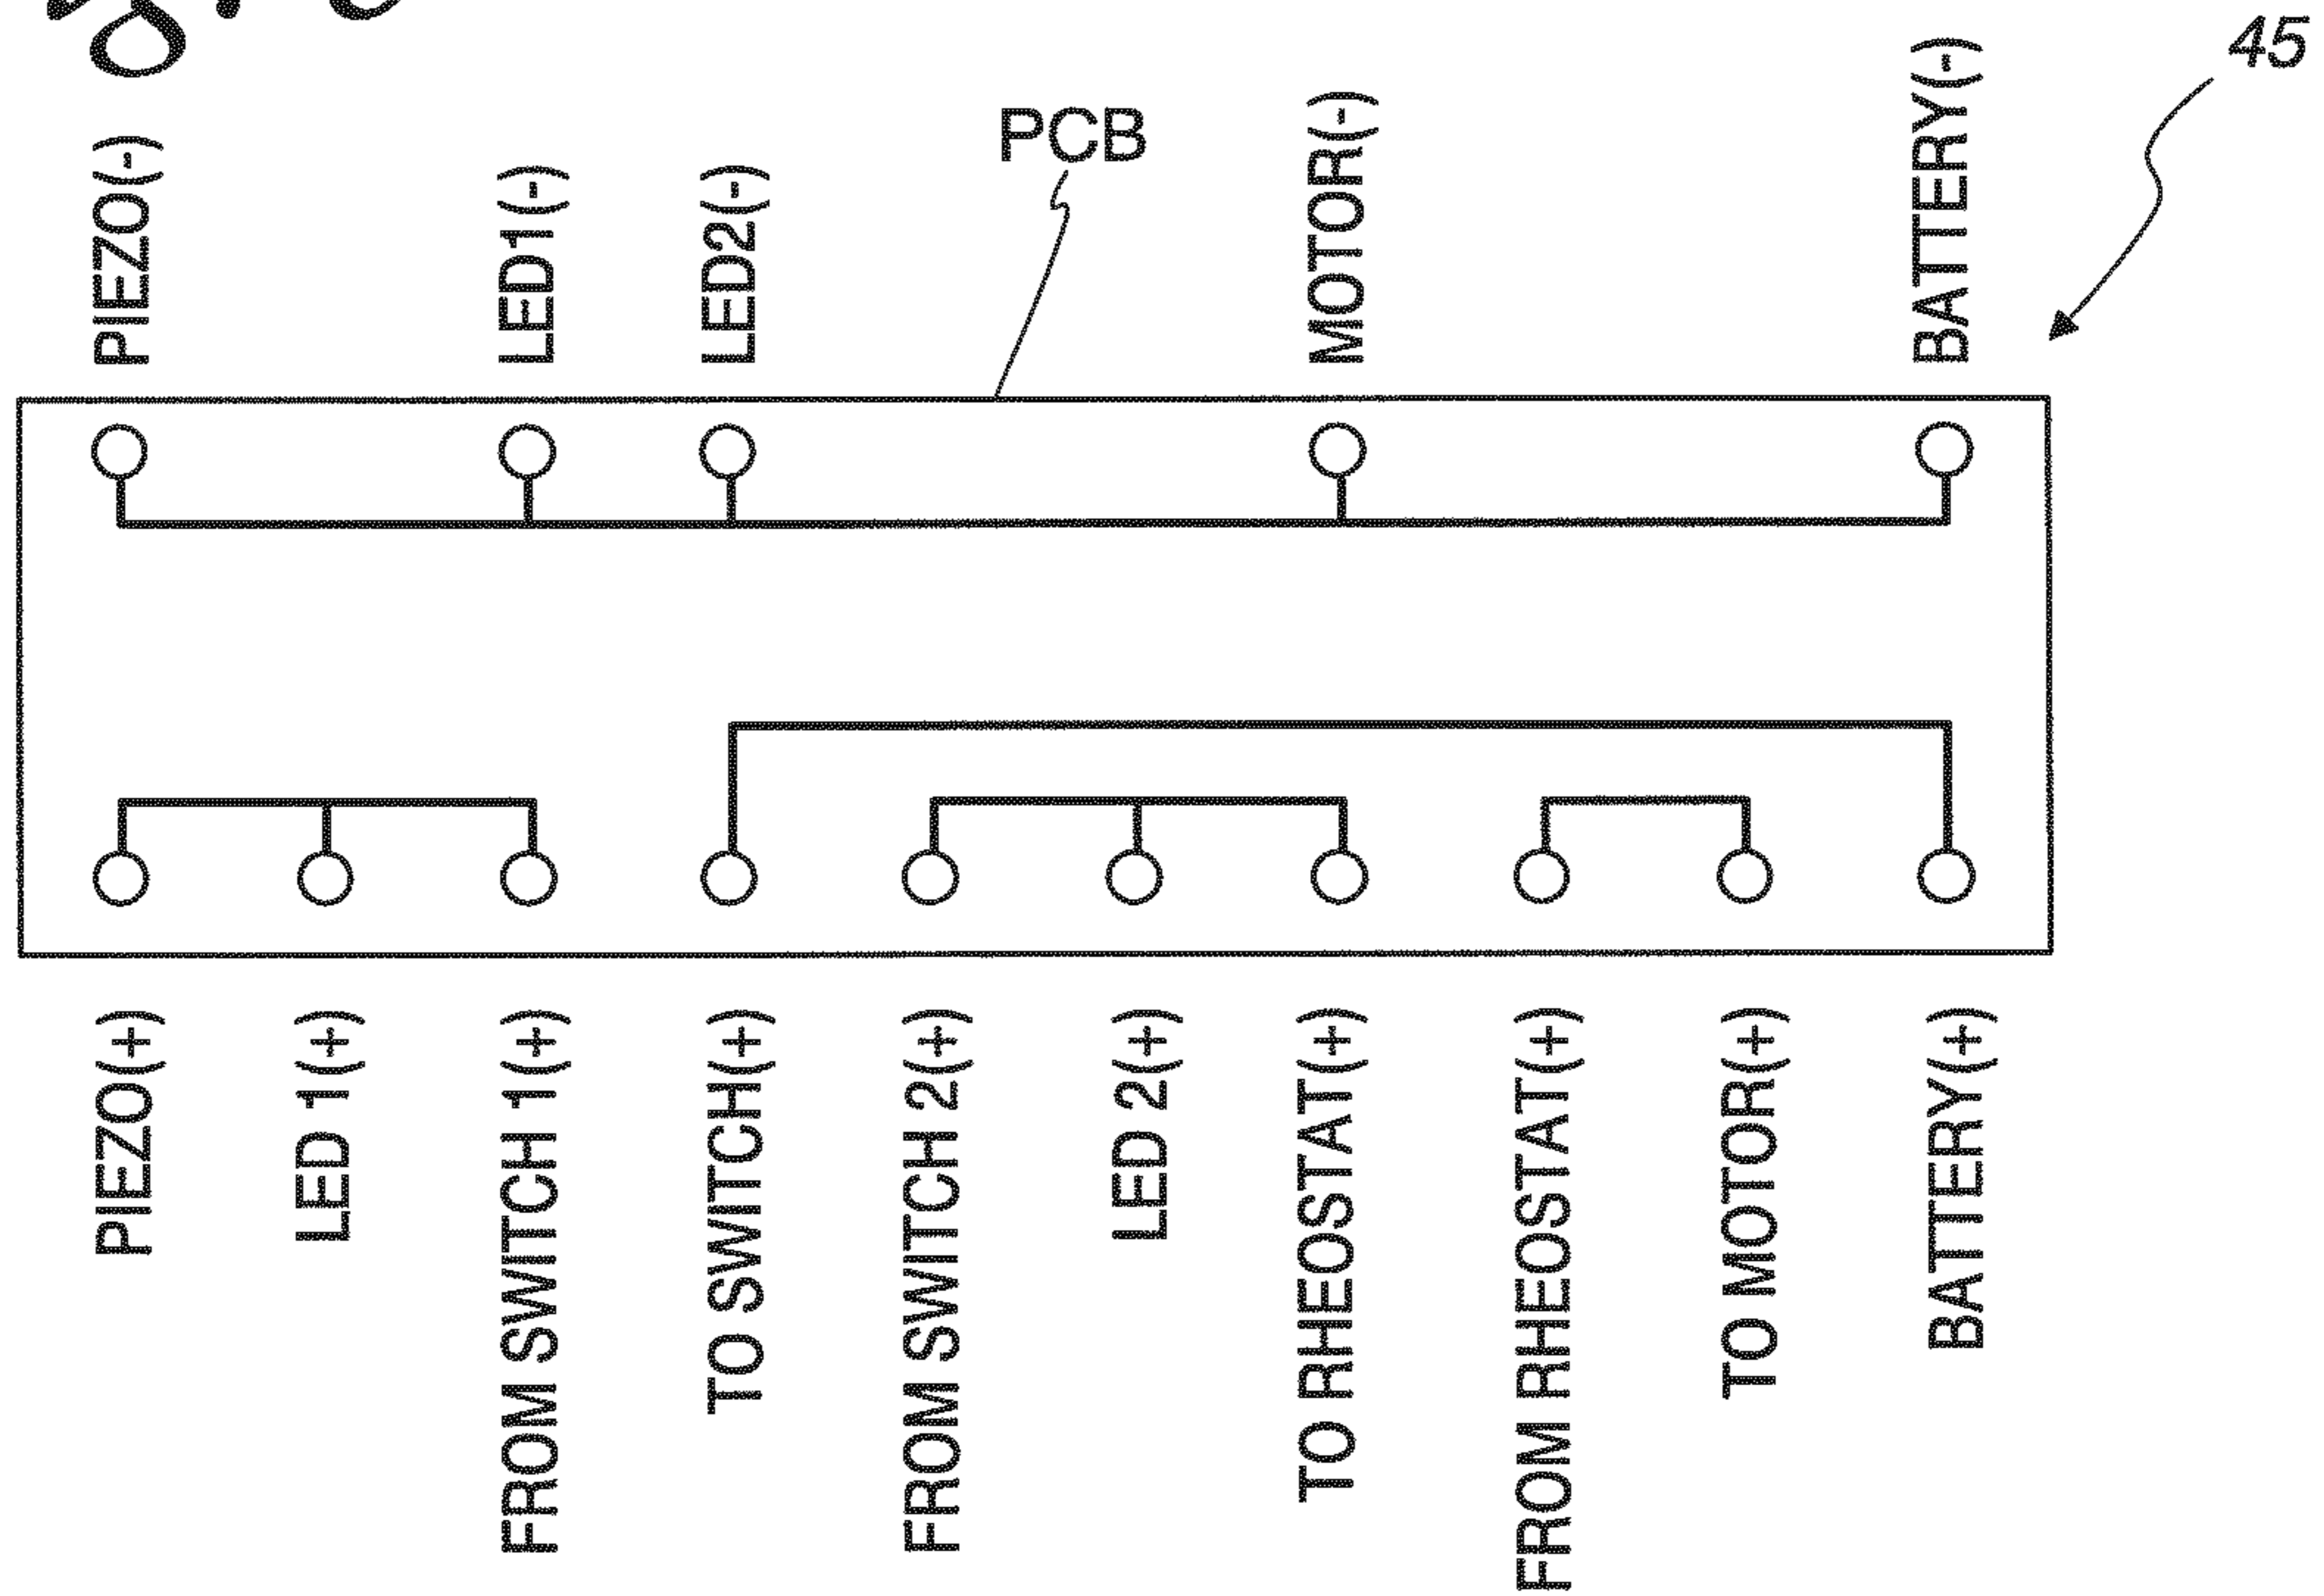 45
PCB
PIEZO(-)
LED1(-)
LED2(-)
MOTOR(-)
BATTERY(-)
PIEZO(+)
LED 1(+)
FROM SWITCH 1(+)
TO SWITCH(+)
FROM SWITCH 2(+)
LED 2(+)
TO RHEOSTAT(+)
FROM RHEOSTAT(+)
TO MOTOR(+)
BATTERY(+)